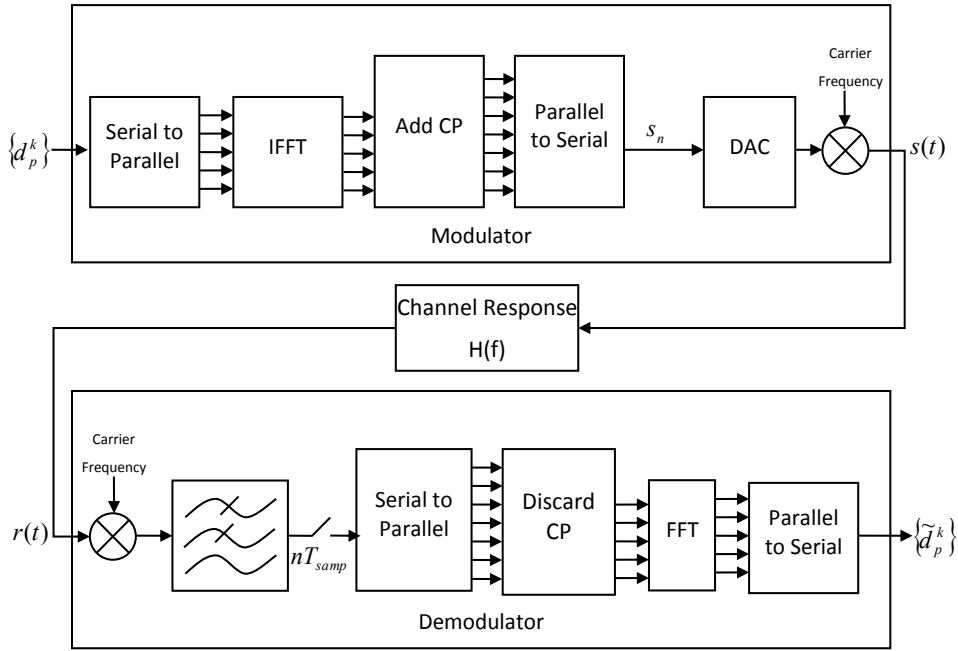 Carrier
Frequency
{d_p^k}
Serial to
Parallel
IFFT
Add CP
Parallel
to Serial
s_n
DAC
s(t)
Modulator
Channel Response
H(f)
Carrier
Frequency
r(t)
nT_samp
Serial to
Parallel
Discard
CP
FFT
Parallel
to Serial
{d̃_p^k}
Demodulator